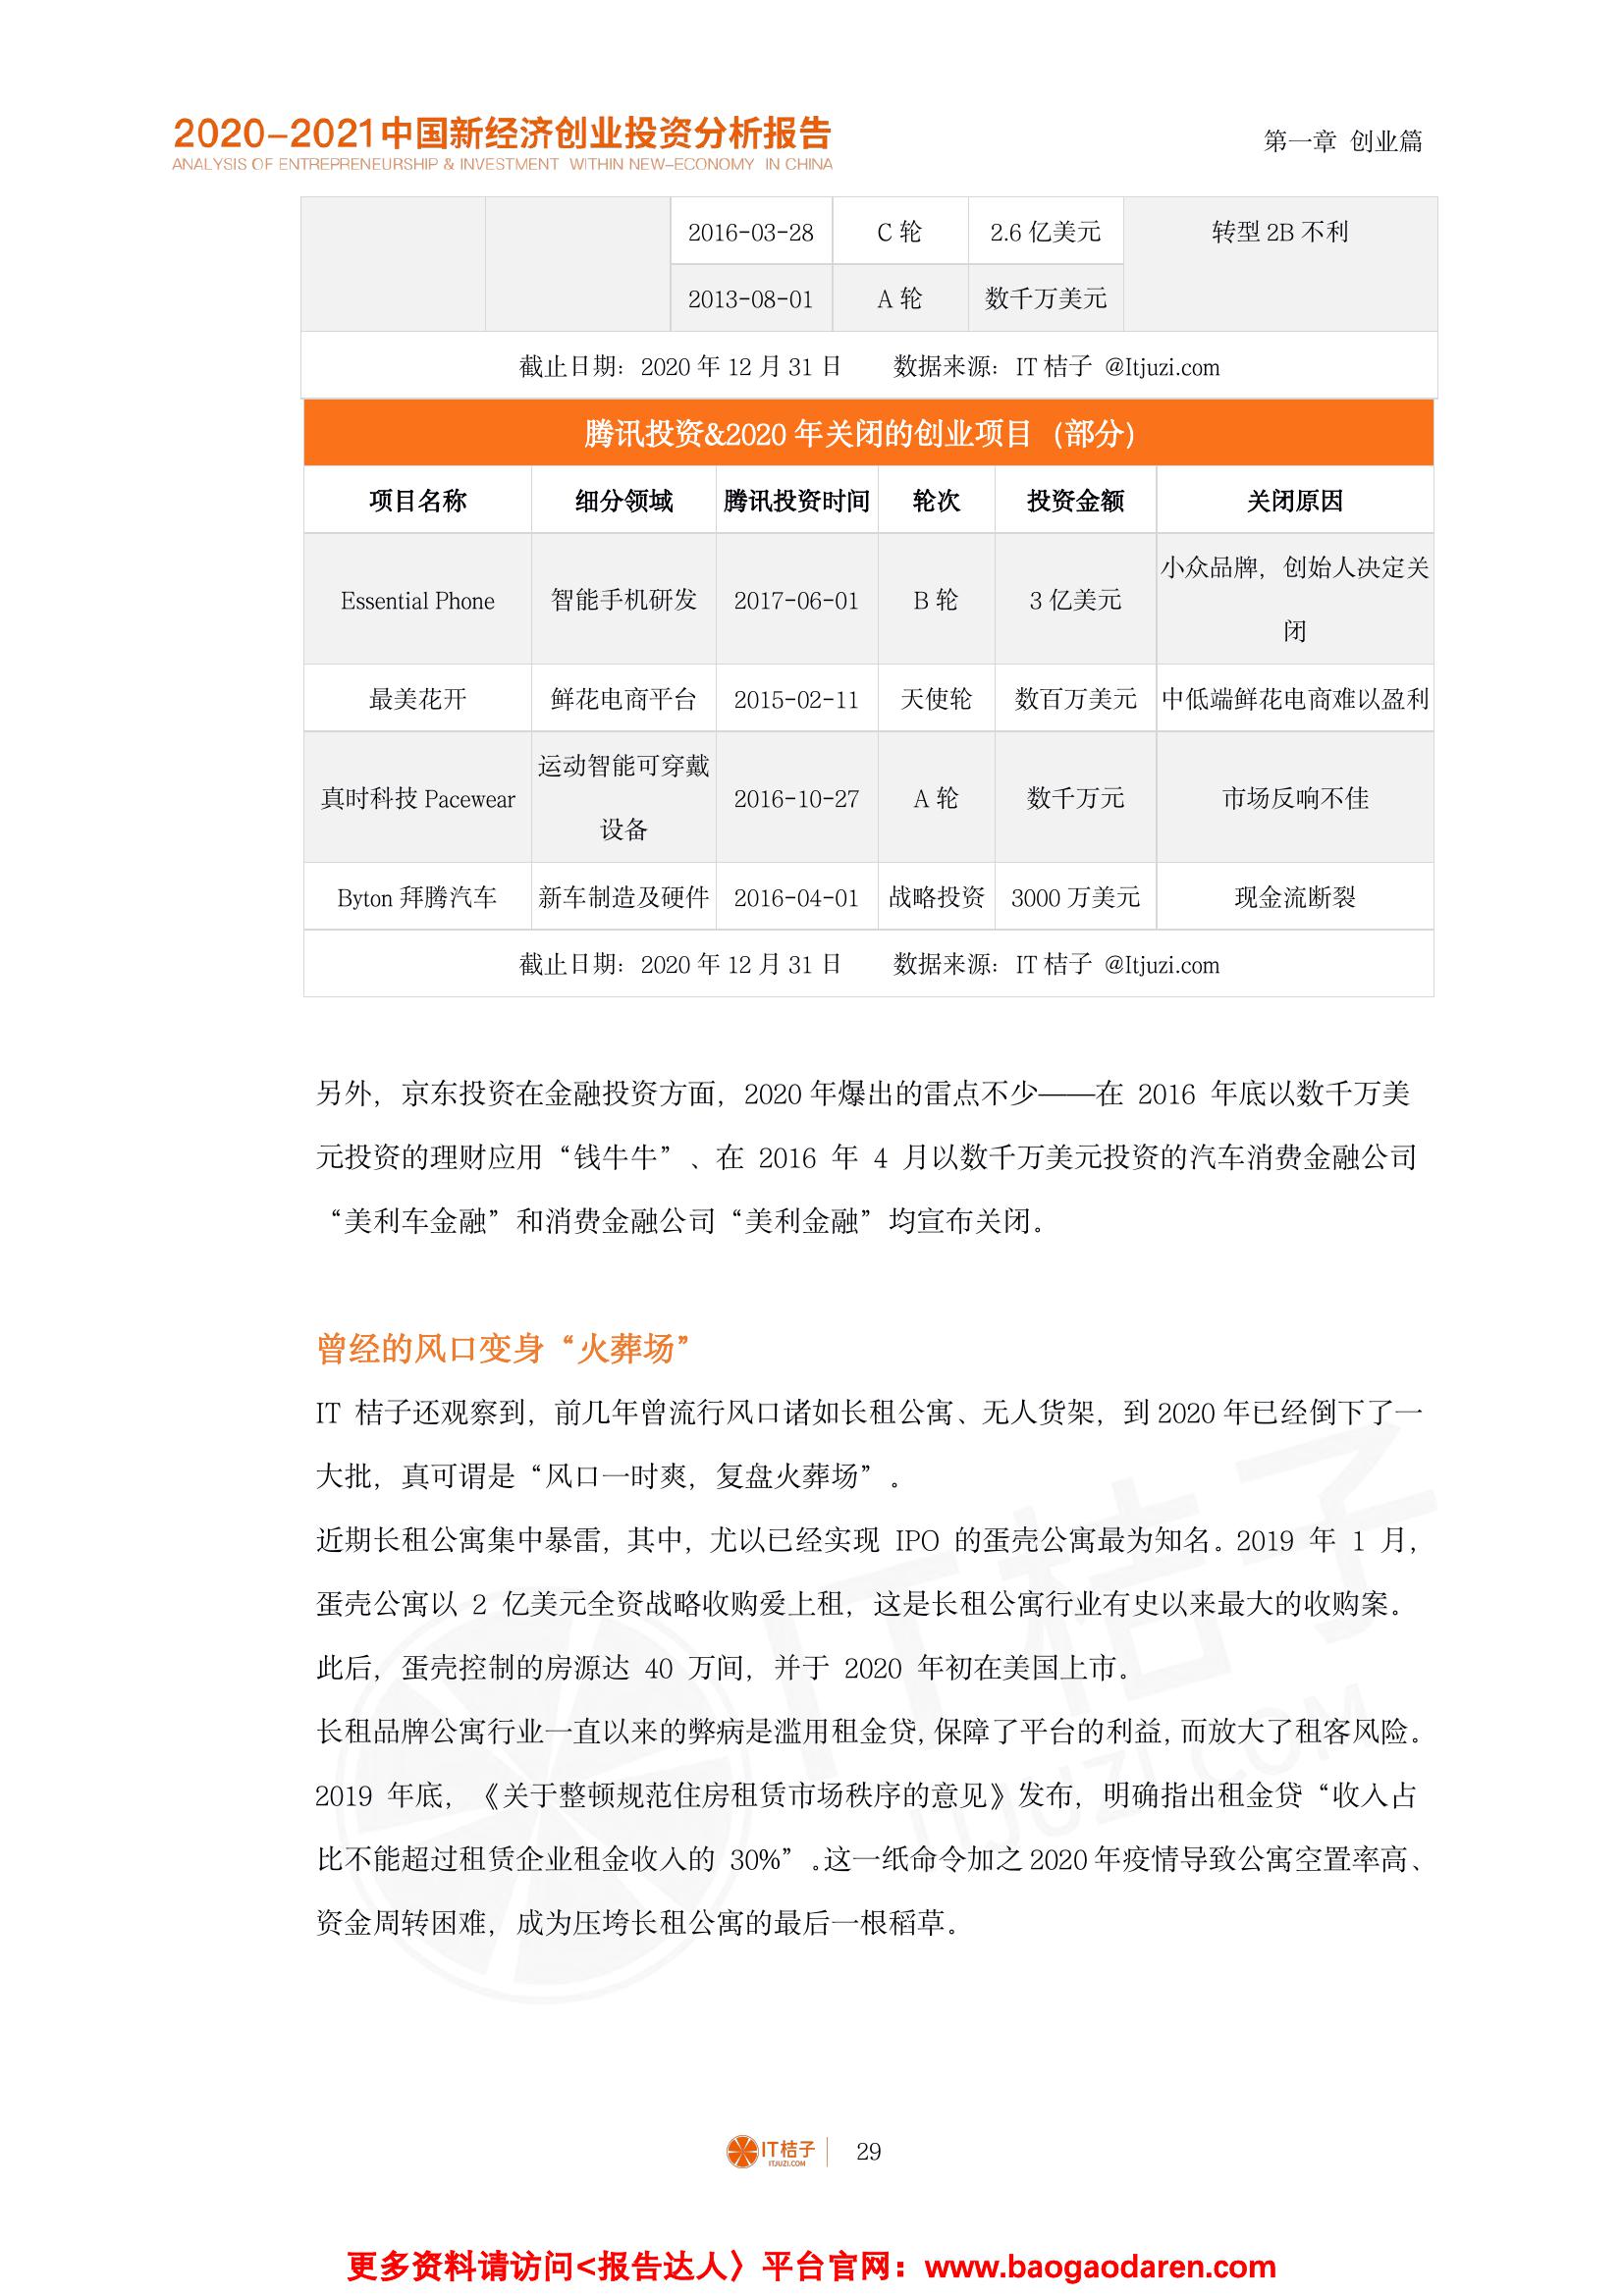 2020-2021中国新经济创业投资分析报告
ANALYSIS OF ENTREPRENEURSHIP & INVESTMENT WITHIN NEW-ECONOMY IN CHINA
第一章 创业篇
2016-03-28 C 轮 2.6 亿美元 转型 2B 不利
2013-08-01 A 轮 数千万美元
截止日期：2020 年 12 月 31 日 数据来源：IT 桔子 @Itjuzi.com
腾讯投资&2020 年关闭的创业项目（部分）
项目名称 细分领域 腾讯投资时间 轮次 投资金额 关闭原因
Essential Phone 智能手机研发 2017-06-01 B 轮 3 亿美元 小众品牌，创始人决定关
闭
最美花开 鲜花电商平台 2015-02-11 天使轮 数百万美元 中低端鲜花电商难以盈利
真时科技 Pacewear 运动智能可穿戴 2016-10-27 A 轮 数千万元 市场反响不佳
设备
Byton 拜腾汽车 新车制造及硬件 2016-04-01 战略投资 3000 万美元 现金流断裂
截止日期：2020 年 12 月 31 日 数据来源：IT 桔子 @Itjuzi.com
另外，京东投资在金融投资方面，2020 年爆出的雷点不少——在 2016 年底以数千万美
元投资的理财应用“钱牛牛”、在 2016 年 4 月以数千万美元投资的汽车消费金融公司
“美利车金融”和消费金融公司“美利金融”均宣布关闭。
曾经的风口变身“火葬场”
IT 桔子还观察到，前几年曾流行风口诸如长租公寓、无人货架，到 2020 年已经倒下了一
大批，真可谓是“风口一时爽，复盘火葬场”。
近期长租公寓集中暴雷，其中，尤以已经实现 IPO 的蛋壳公寓最为知名。2019 年 1 月，
蛋壳公寓以 2 亿美元全资战略收购爱上租，这是长租公寓行业有史以来最大的收购案。
此后，蛋壳控制的房源达 40 万间，并于 2020 年初在美国上市。
长租品牌公寓行业一直以来的弊病是滥用租金贷，保障了平台的利益，而放大了租客风险。
2019 年底，《关于整顿规范住房租赁市场秩序的意见》发布，明确指出租金贷“收入占
比不能超过租赁企业租金收入的 30%”。这一纸命令加之 2020 年疫情导致公寓空置率高、
资金周转困难，成为压垮长租公寓的最后一根稻草。
IT桔子
ITJUZI.COM
IT桔子
ITJUZI.COM
29
更多资料请访问<报告达人〉平台官网：www.baogaodaren.com